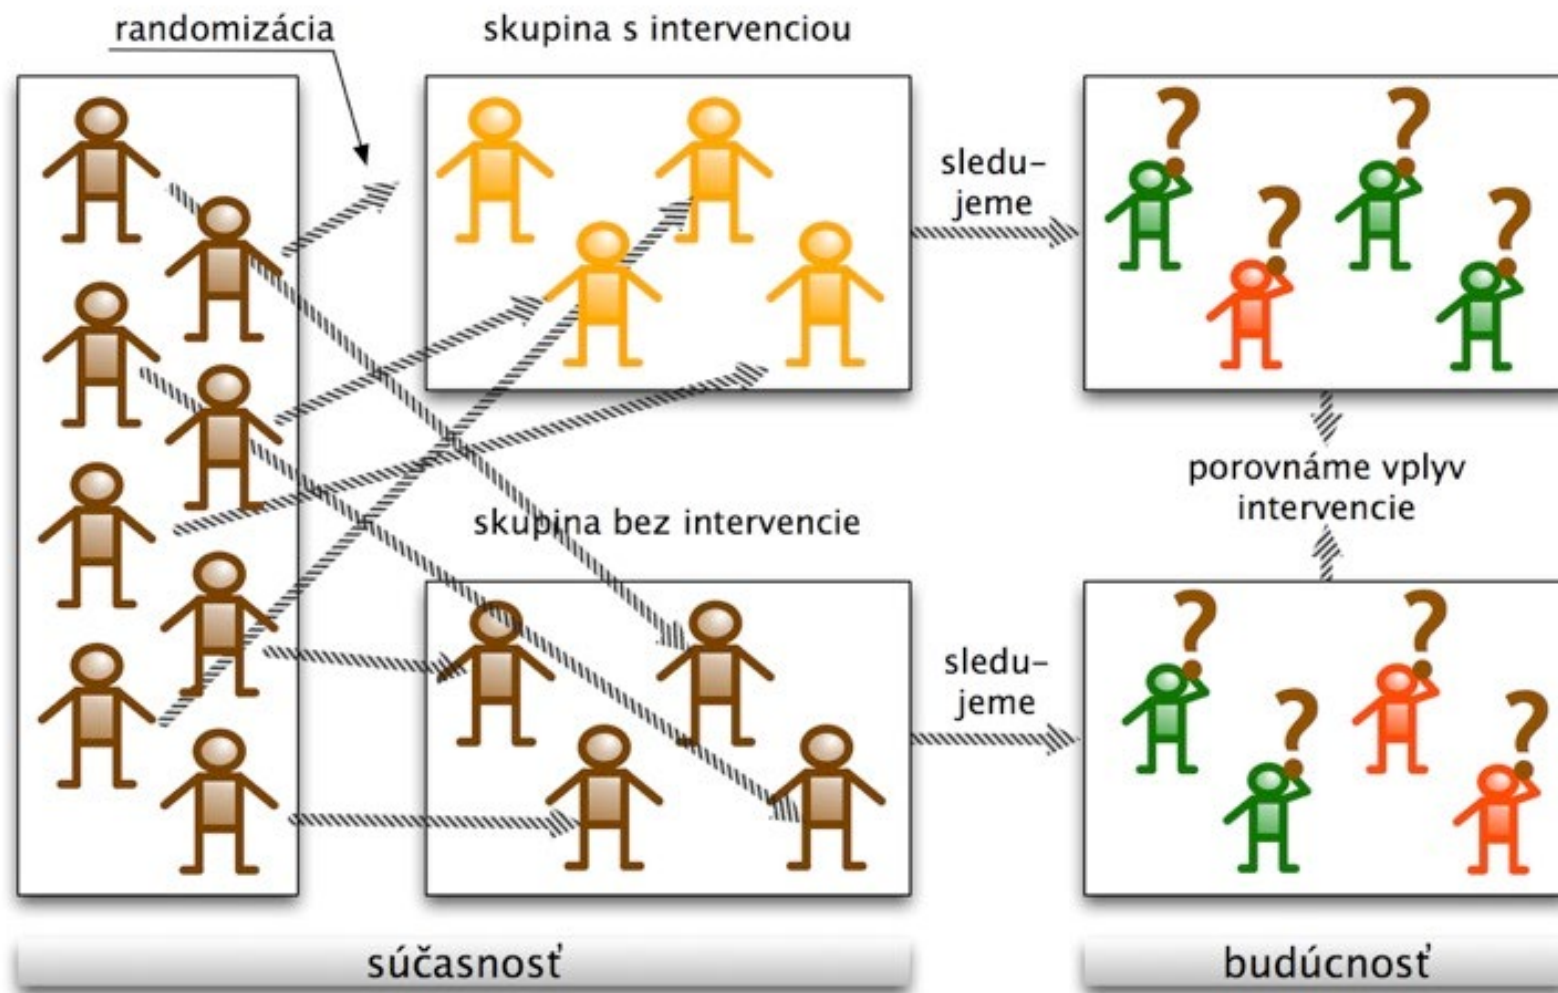 randomizácia
skupina s intervenciou
sledu-
jeme
porovnáme vplyv
intervencie
skupina bez intervencie
sledu-
jeme
súčasnosť
budúcnosť